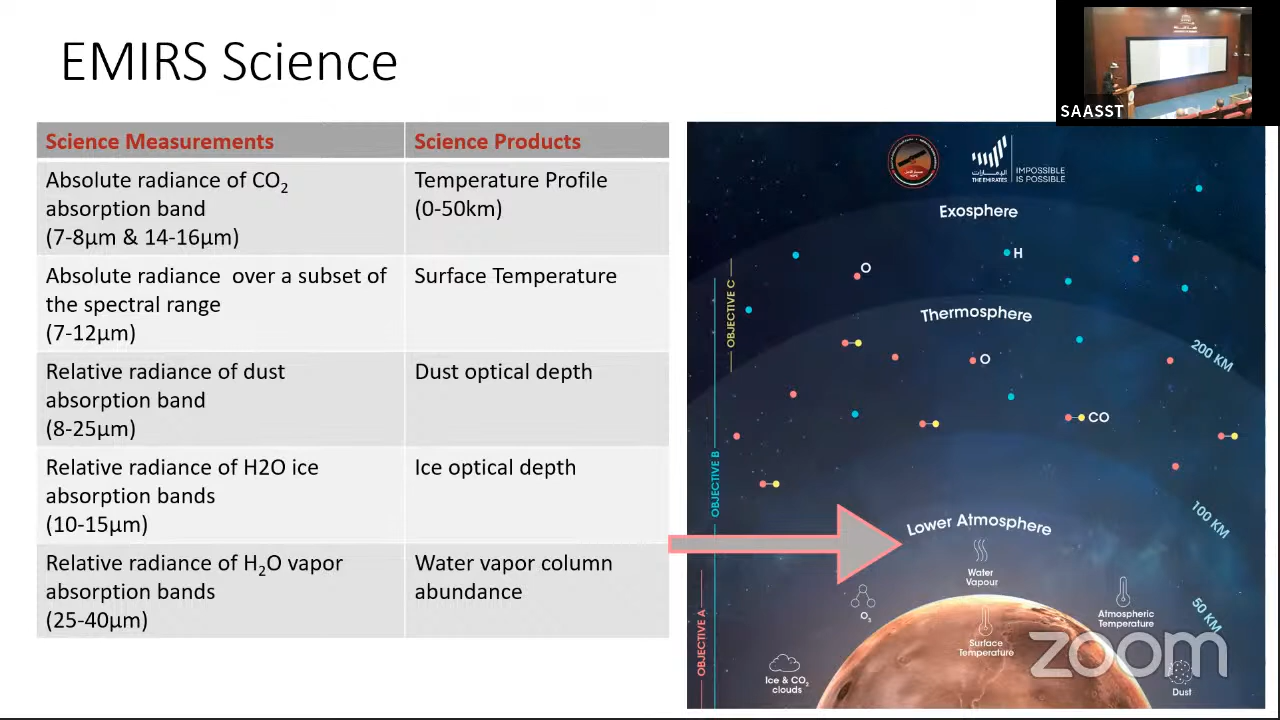 EMIRS Science
SAASST
Science Measurements
Science Products
Absolute radiance of CO2
absorption band
(7-8µm & 14-16µm)
Temperature Profile
(0-50km)
Absolute radiance over a subset of
the spectral range
(7-12µm)
Surface Temperature
Relative radiance of dust
absorption band
(8-25µm)
Dust optical depth
Relative radiance of H2O ice
absorption bands
(10-15µm)
Ice optical depth
Relative radiance of H2O vapor
absorption bands
(25-40µm)
Water vapor column
abundance
الإمارات
THE EMIRATES
IMPOSSIBLE
IS POSSIBLE
Exosphere
H
O
OBJECTIVE C
Thermosphere
200 KM
O
CO
OBJECTIVE B
100 KM
Lower Atmosphere
Water
Vapour
O3
Atmospheric
Temperature
50 KM
OBJECTIVE A
Surface
Temperature
zoom
Ice & CO2
clouds
Dust